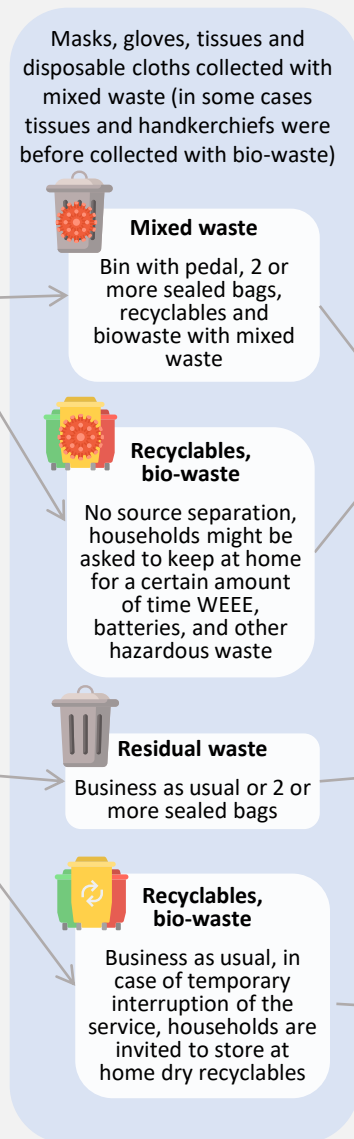 Masks, gloves, tissues and
disposable cloths collected with
mixed waste (in some cases
tissues and handkerchiefs were
before collected with bio-waste)
Mixed waste
Bin with pedal, 2 or
more sealed bags,
recyclables and
biowaste with mixed
waste
Recyclables,
bio-waste
No source separation,
households might be
asked to keep at home
for a certain amount
of time WEEE,
batteries, and other
hazardous waste
Residual waste
Business as usual or 2 or
more sealed bags
Recyclables,
bio-waste
Business as usual, in
case of temporary
interruption of the
service, households are
invited to store at
home dry recyclables